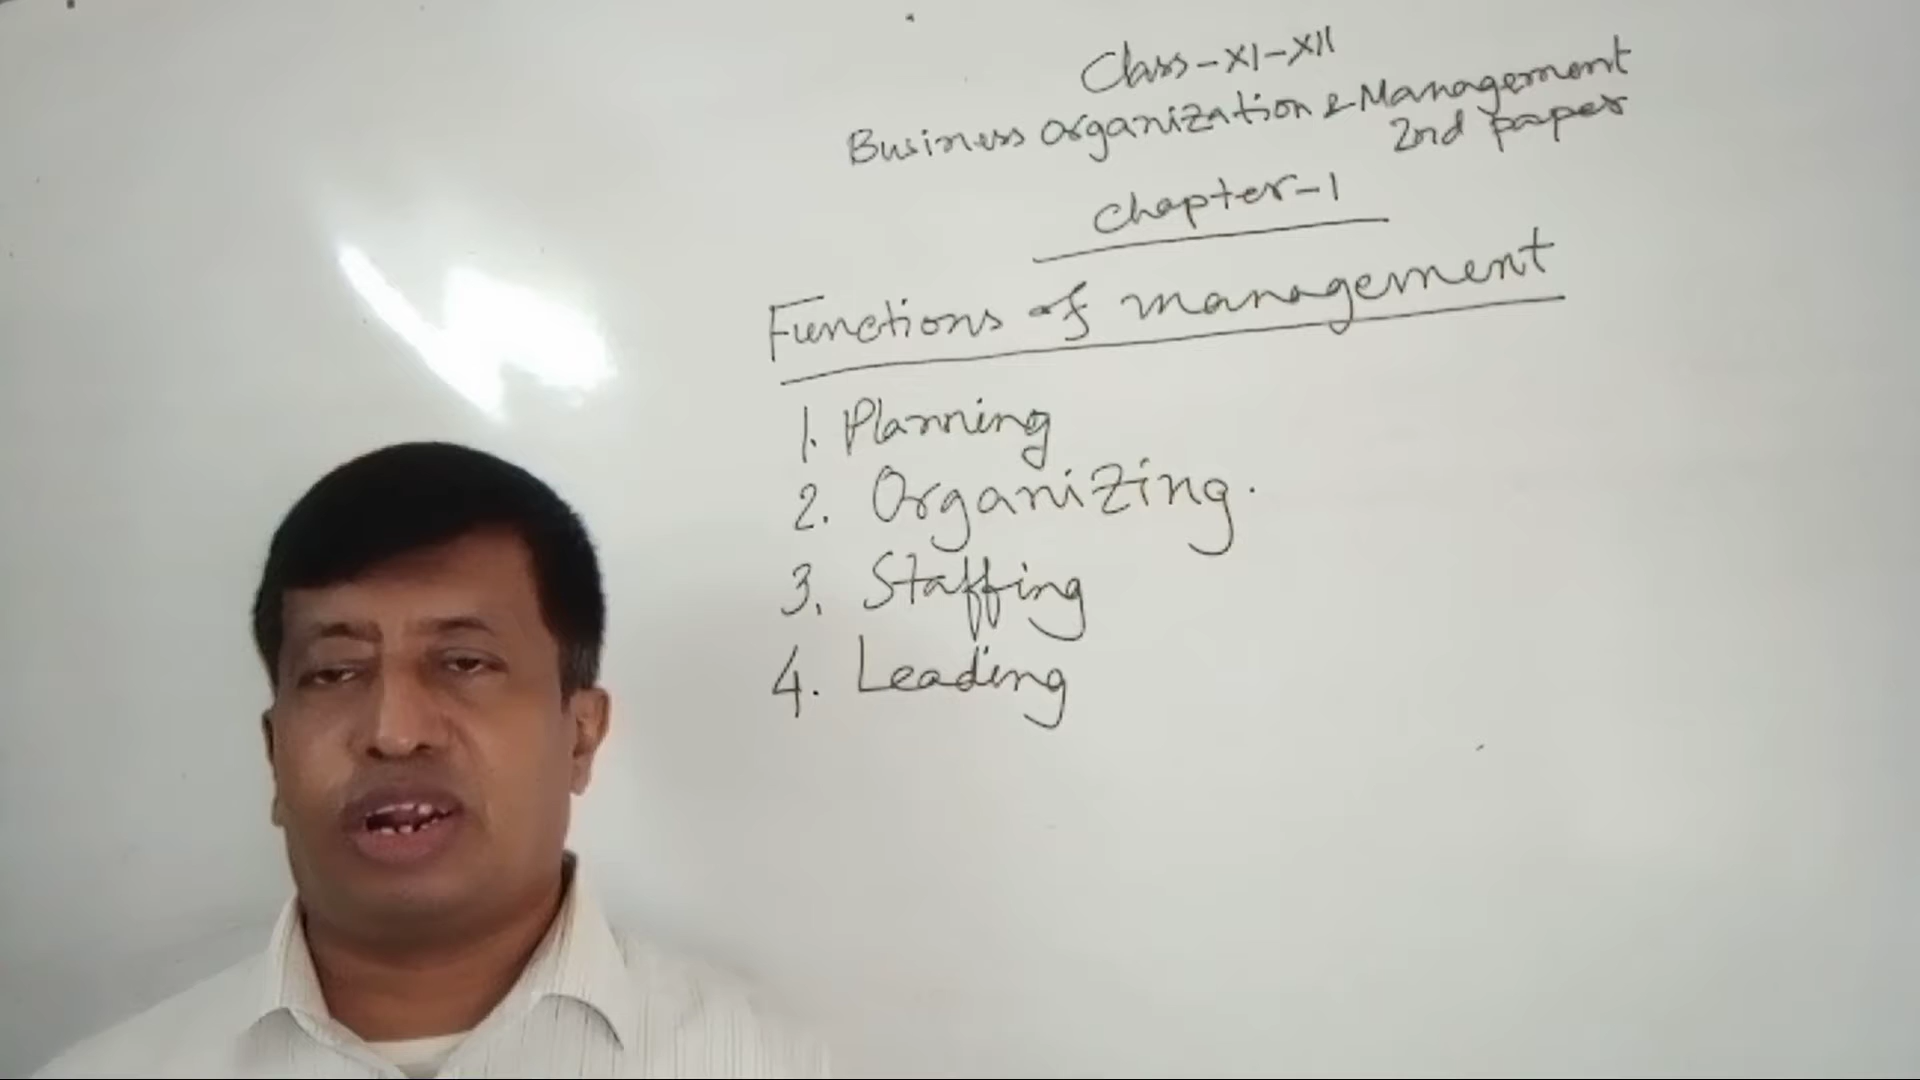 Class-XI-XII
Business Organization & Management
2nd paper
Chapter-1
Functions of management
1. Planning
2. Organizing.
3. Staffing
4. Leading